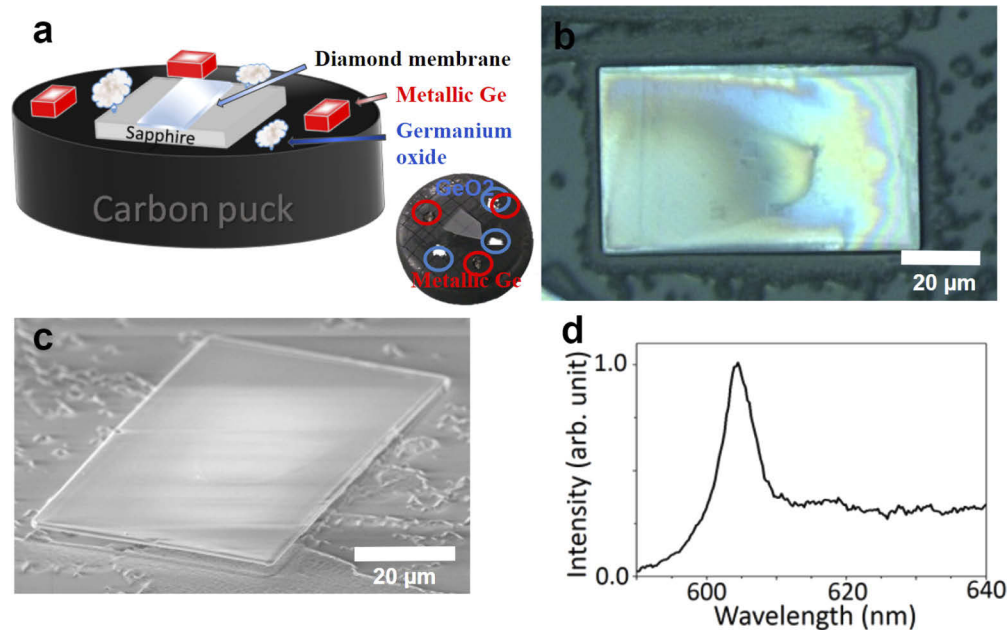 a
Diamond membrane
Metallic Ge
Germanium
oxide
Sapphire
Carbon puck
GeO2
Metallic Ge
b
20 µm
c
20 µm
d
Intensity (arb. unit)
1.0
0.0
600
620
640
Wavelength (nm)